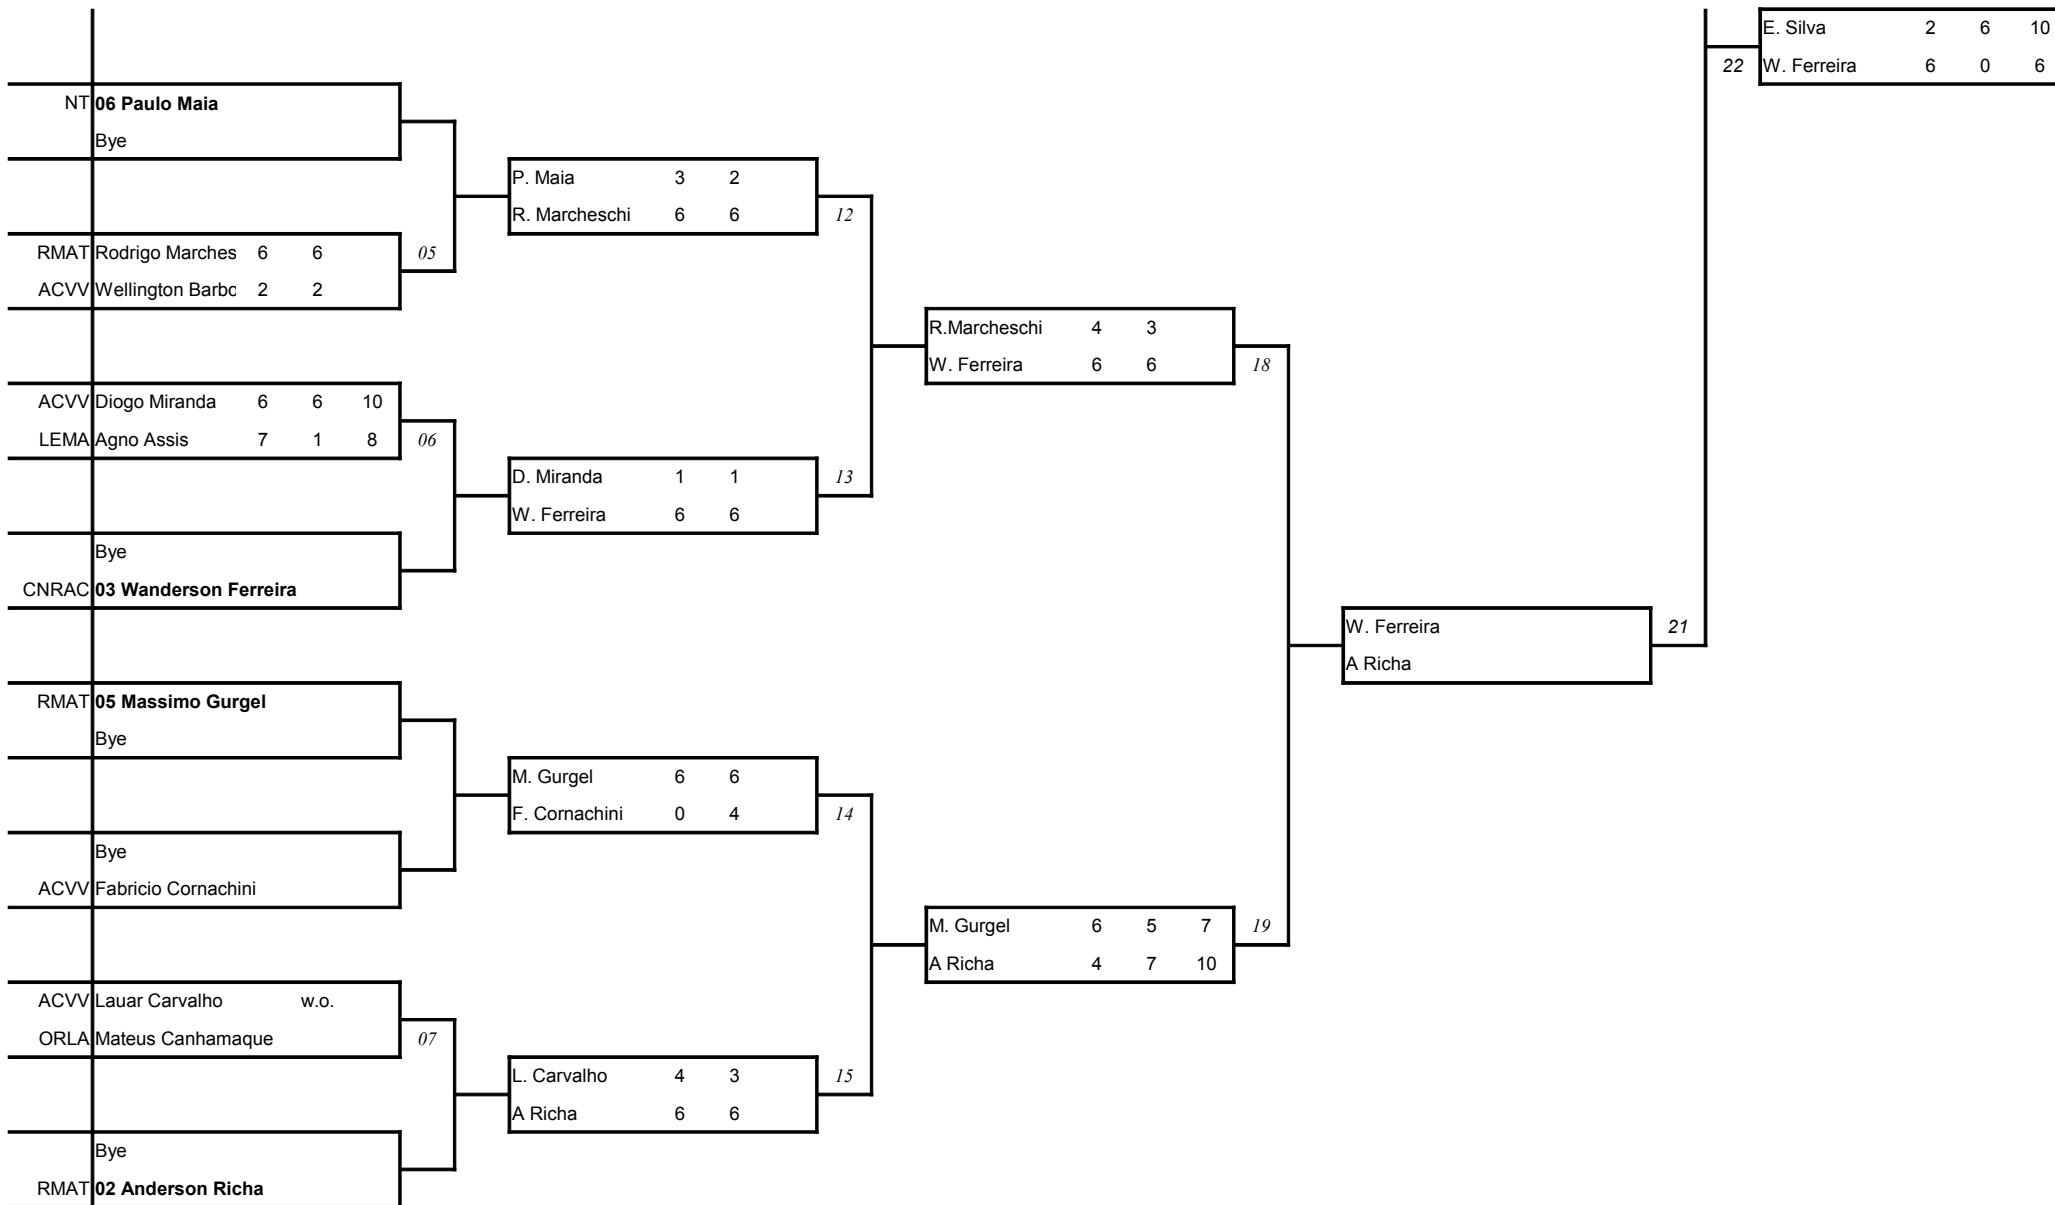 E. Silva 2 6 10
22 W. Ferreira 6 0 6
NT 06 Paulo Maia
Bye
P. Maia 3 2
R. Marcheschi 6 6 12
RMAT Rodrigo Marches 6 6 05
ACVV Wellington Barbo 2 2
R.Marcheschi 4 3
W. Ferreira 6 6 18
ACVV Diogo Miranda 6 6 10
LEMA Agno Assis 7 1 8 06
D. Miranda 1 1 13
W. Ferreira 6 6
Bye
CNRAC 03 Wanderson Ferreira
W. Ferreira 21
A Richa
RMAT 05 Massimo Gurgel
Bye
M. Gurgel 6 6
F. Cornachini 0 4 14
Bye
ACVV Fabricio Cornachini
M. Gurgel 6 5 7 19
A Richa 4 7 10
ACVV Lauar Carvalho w.o.
ORLA Mateus Canhamaque 07
L. Carvalho 4 3 15
A Richa 6 6
Bye
RMAT 02 Anderson Richa